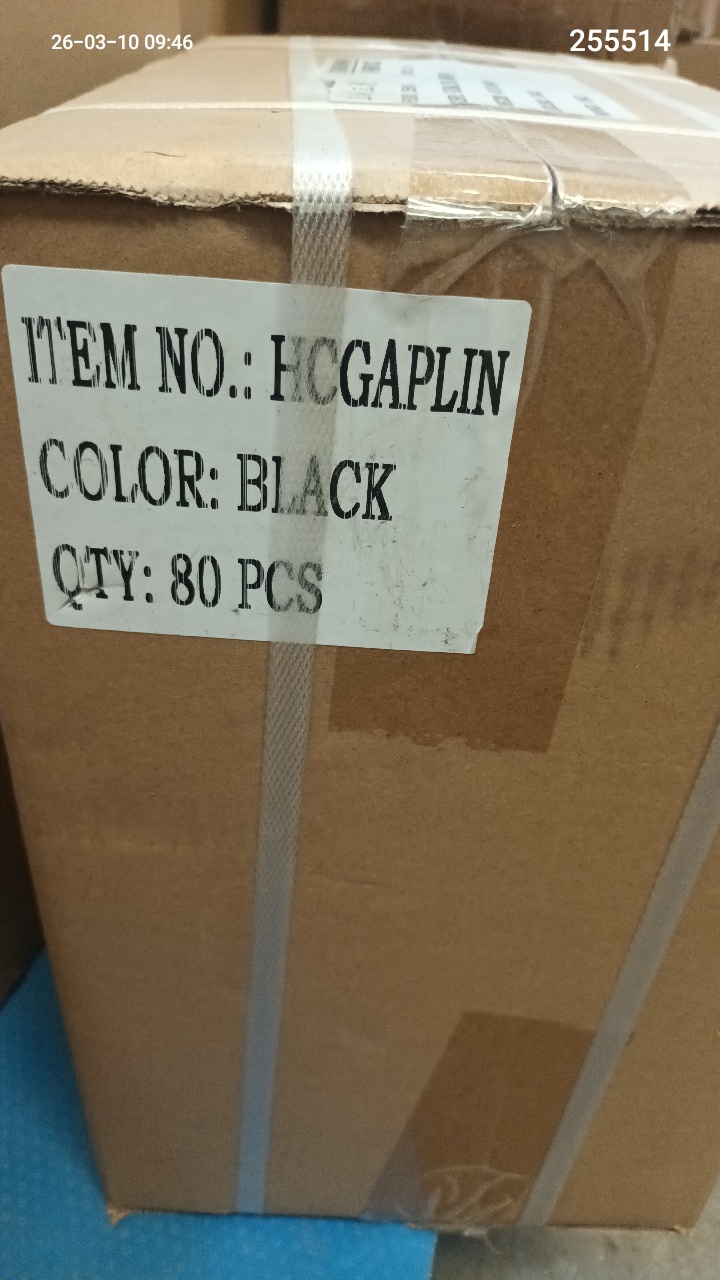 26-03-10 09:46
255514
ITEM NO.: HCGAPLIN
COLOR: BLACK
QTY: 80 PCS